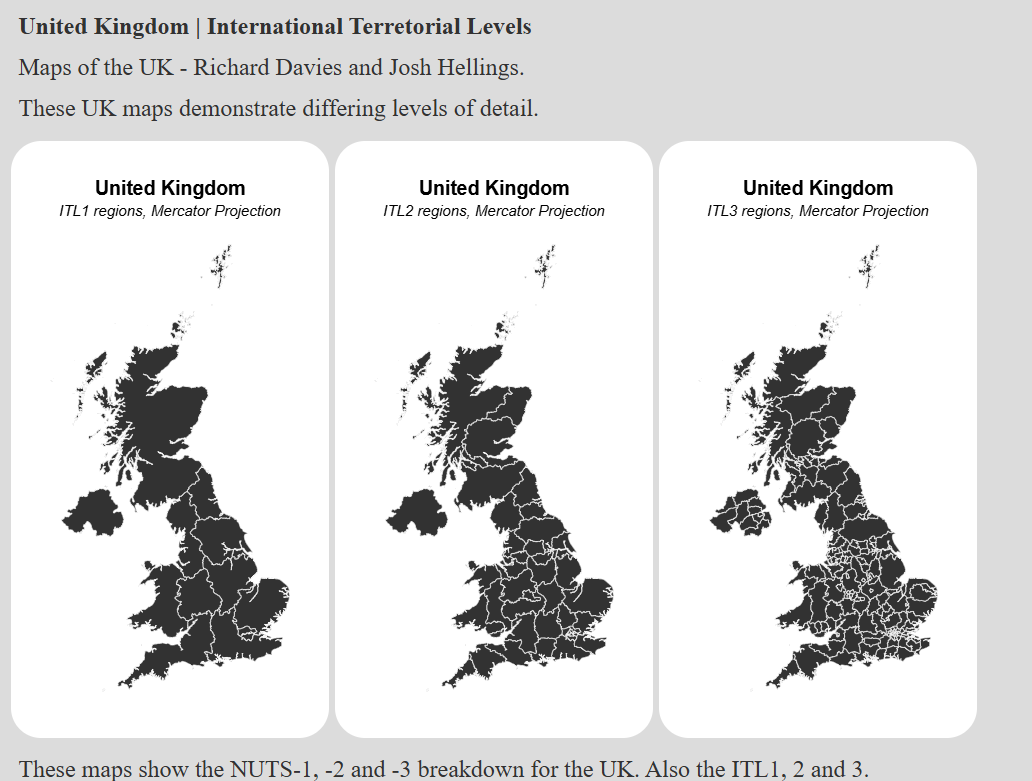 United Kingdom | International Terretorial Levels
Maps of the UK - Richard Davies and Josh Hellings.
These UK maps demonstrate differing levels of detail.
United Kingdom
ITL1 regions, Mercator Projection
United Kingdom
ITL2 regions, Mercator Projection
United Kingdom
ITL3 regions, Mercator Projection
These maps show the NUTS-1, -2 and -3 breakdown for the UK. Also the ITL1, 2 and 3.